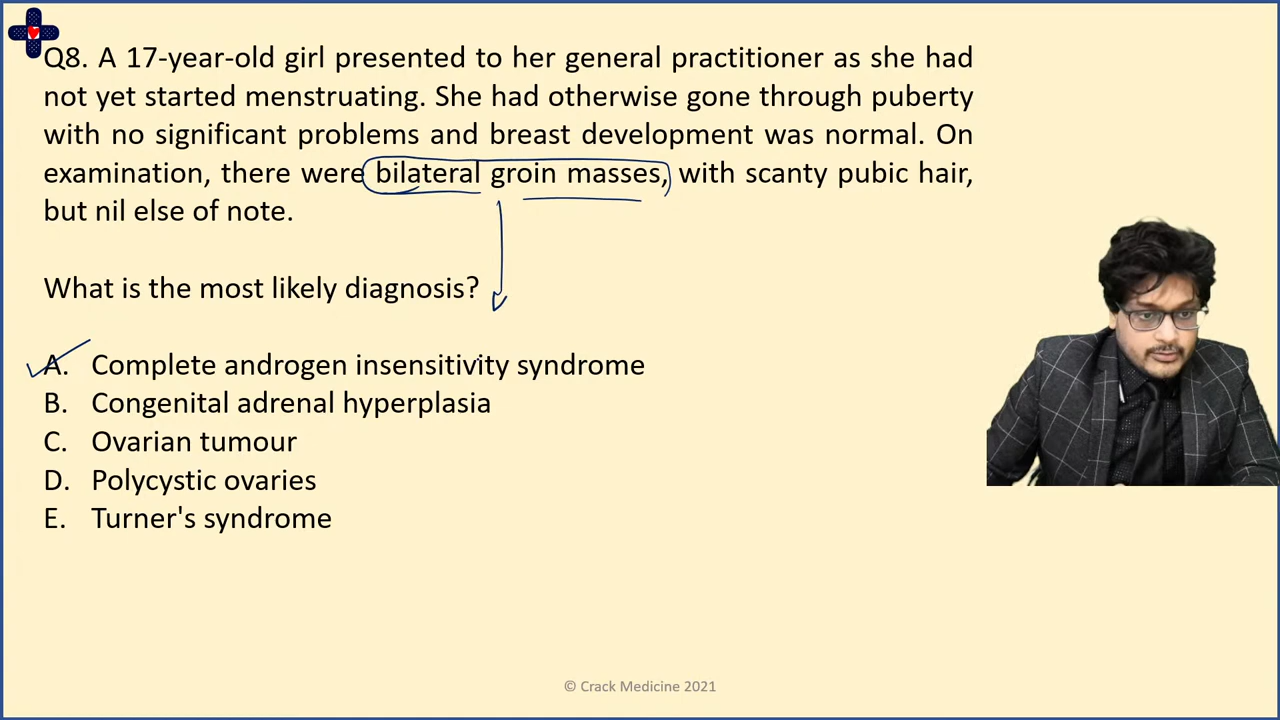 Q8. A 17-year-old girl presented to her general practitioner as she had
not yet started menstruating. She had otherwise gone through puberty
with no significant problems and breast development was normal. On
examination, there were bilateral groin masses, with scanty pubic hair,
but nil else of note.
What is the most likely diagnosis?
A. Complete androgen insensitivity syndrome
B. Congenital adrenal hyperplasia
C. Ovarian tumour
D. Polycystic ovaries
E. Turner's syndrome
© Crack Medicine 2021